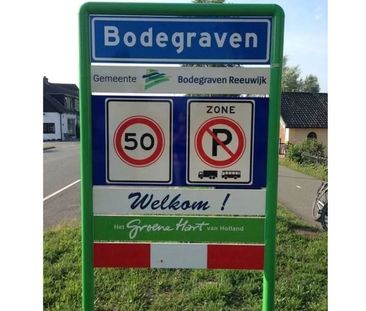 Bodegraven
Gemeente Bodegraven Reeuwijk
ZONE
50 P
Welkom !
Het Groene Hart van Holland